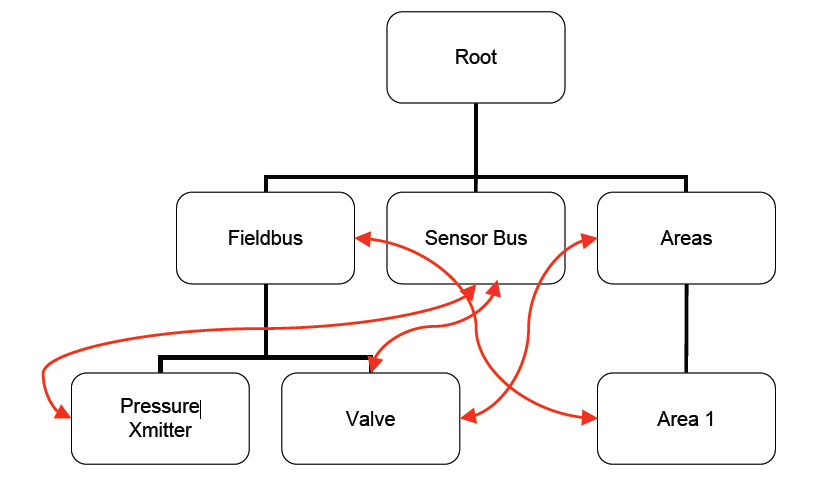 Root
Fieldbus
Sensor Bus
Areas
Pressure
Xmitter
Valve
Area 1